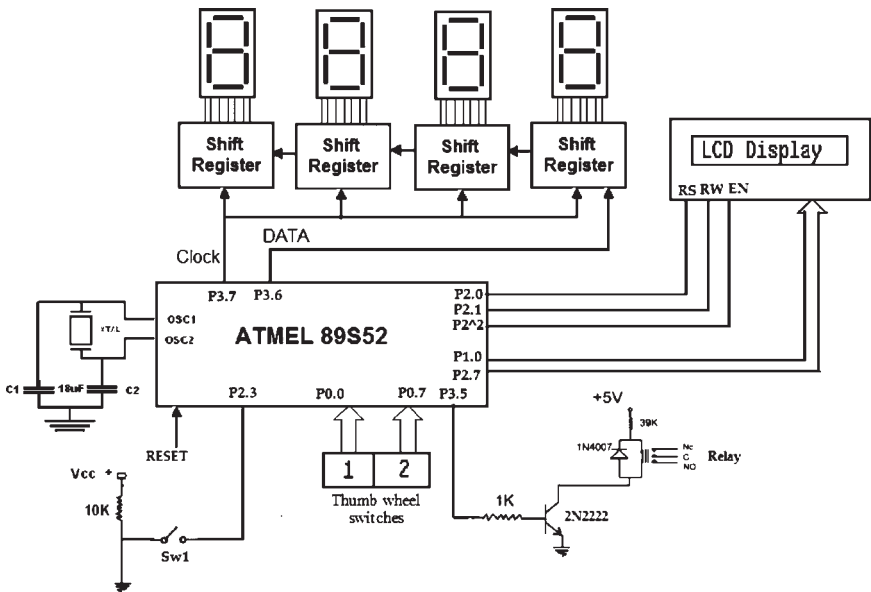 Shift Register
Shift Register
Shift Register
Shift Register
LCD Display
RS RW EN
DATA
Clock
P3.7
P3.6
P2.0
P2.1
P2^2
P1.0
P2.7
OSC1
OSC2
XT/L
ATMEL 89S52
C1
18uF
C2
P2.3
P0.0
P0.7
P3.5
RESET
+5V
39K
1N4007
Nc
C
NO
Relay
1
2
Thumb wheel
switches
Vcc +
10K
Sw1
1K
2N2222